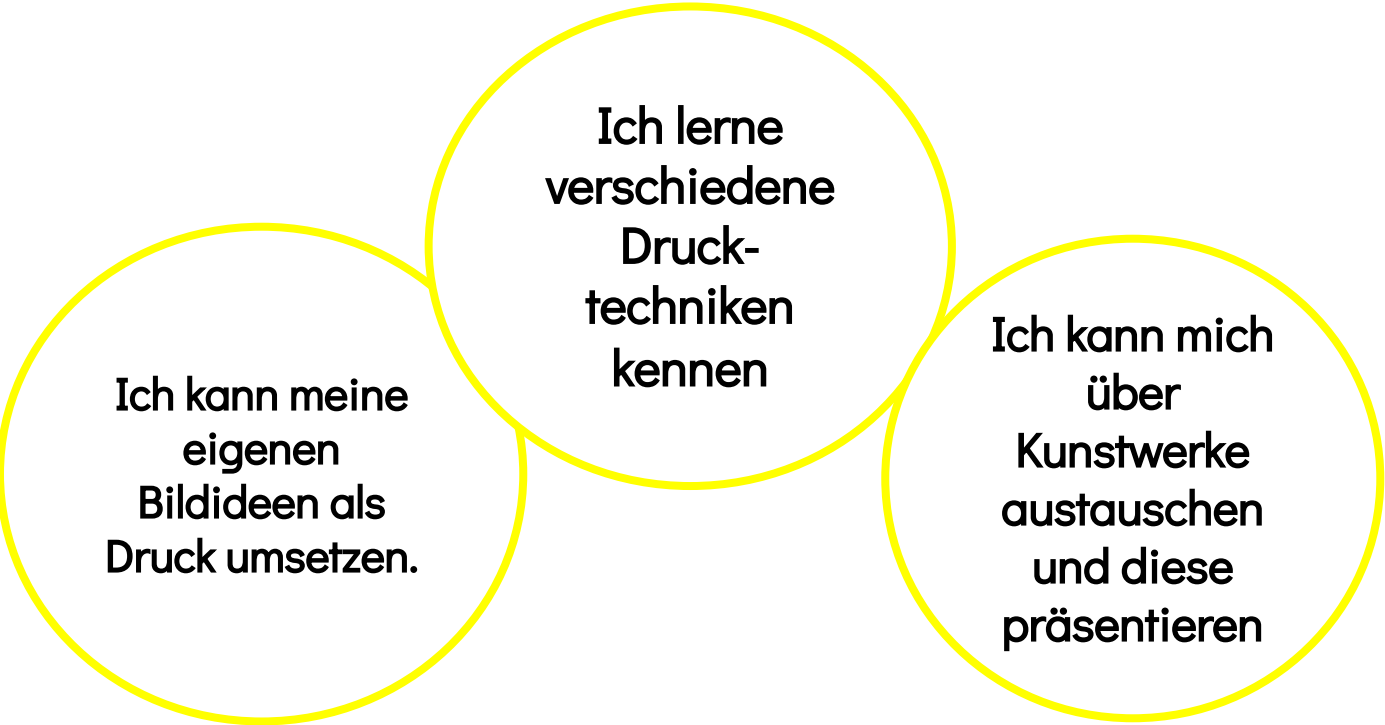 Ich kann meine
eigenen
Bildideen als
Druck umsetzen.
Ich lerne
verschiedene
Druck-
techniken
kennen
Ich kann mich
über
Kunstwerke
austauschen
und diese
präsentieren